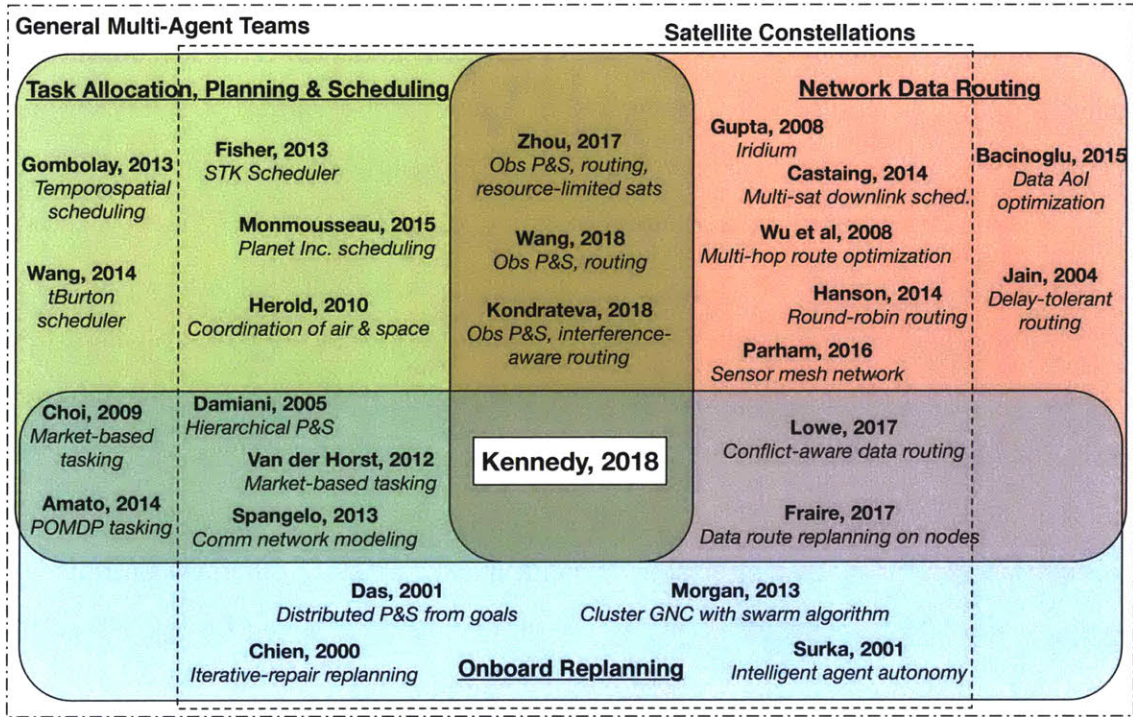 General Multi-Agent Teams
Satellite Constellations
Task Allocation, Planning & Scheduling
Network Data Routing
Gombolay, 2013
Temporospatial
scheduling
Wang, 2014
tBurton
scheduler
Fisher, 2013
STK Scheduler
Monmousseau, 2015
Planet Inc. scheduling
Herold, 2010
Coordination of air & space
Zhou, 2017
Obs P&S, routing,
resource-limited sats
Wang, 2018
Obs P&S, routing
Kondrateva, 2018
Obs P&S, interference-
aware routing
Gupta, 2008
Iridium
Castaing, 2014
Multi-sat downlink sched.
Wu et al, 2008
Multi-hop route optimization
Hanson, 2014
Round-robin routing
Parham, 2016
Sensor mesh network
Bacinoglu, 2015
Data AoI
optimization
Jain, 2004
Delay-tolerant
routing
Choi, 2009
Market-based
tasking
Amato, 2014
POMDP tasking
Damiani, 2005
Hierarchical P&S
Van der Horst, 2012
Market-based tasking
Spangelo, 2013
Comm network modeling
Kennedy, 2018
Lowe, 2017
Conflict-aware data routing
Fraire, 2017
Data route replanning on nodes
Das, 2001
Distributed P&S from goals
Morgan, 2013
Cluster GNC with swarm algorithm
Chien, 2000
Iterative-repair replanning
Onboard Replanning
Surka, 2001
Intelligent agent autonomy